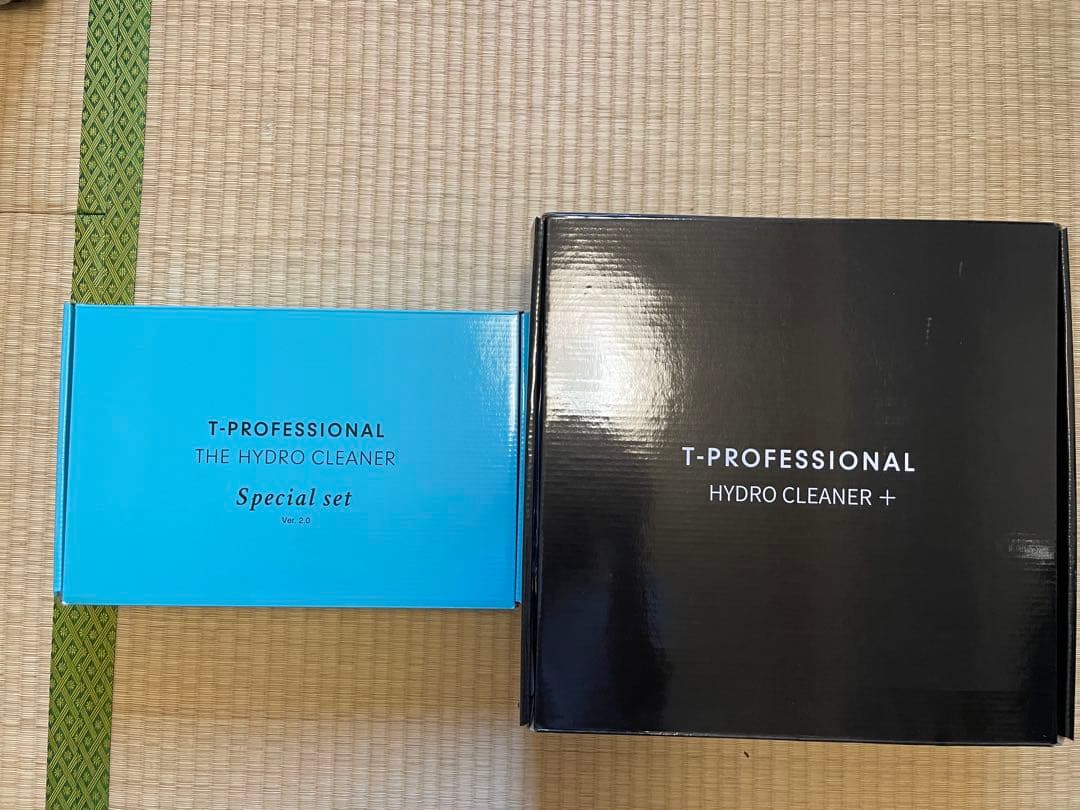 T-PROFESSIONAL
THE HYDRO CLEANER
Special set
Ver. 2.0
T-PROFESSIONAL
HYDRO CLEANER +